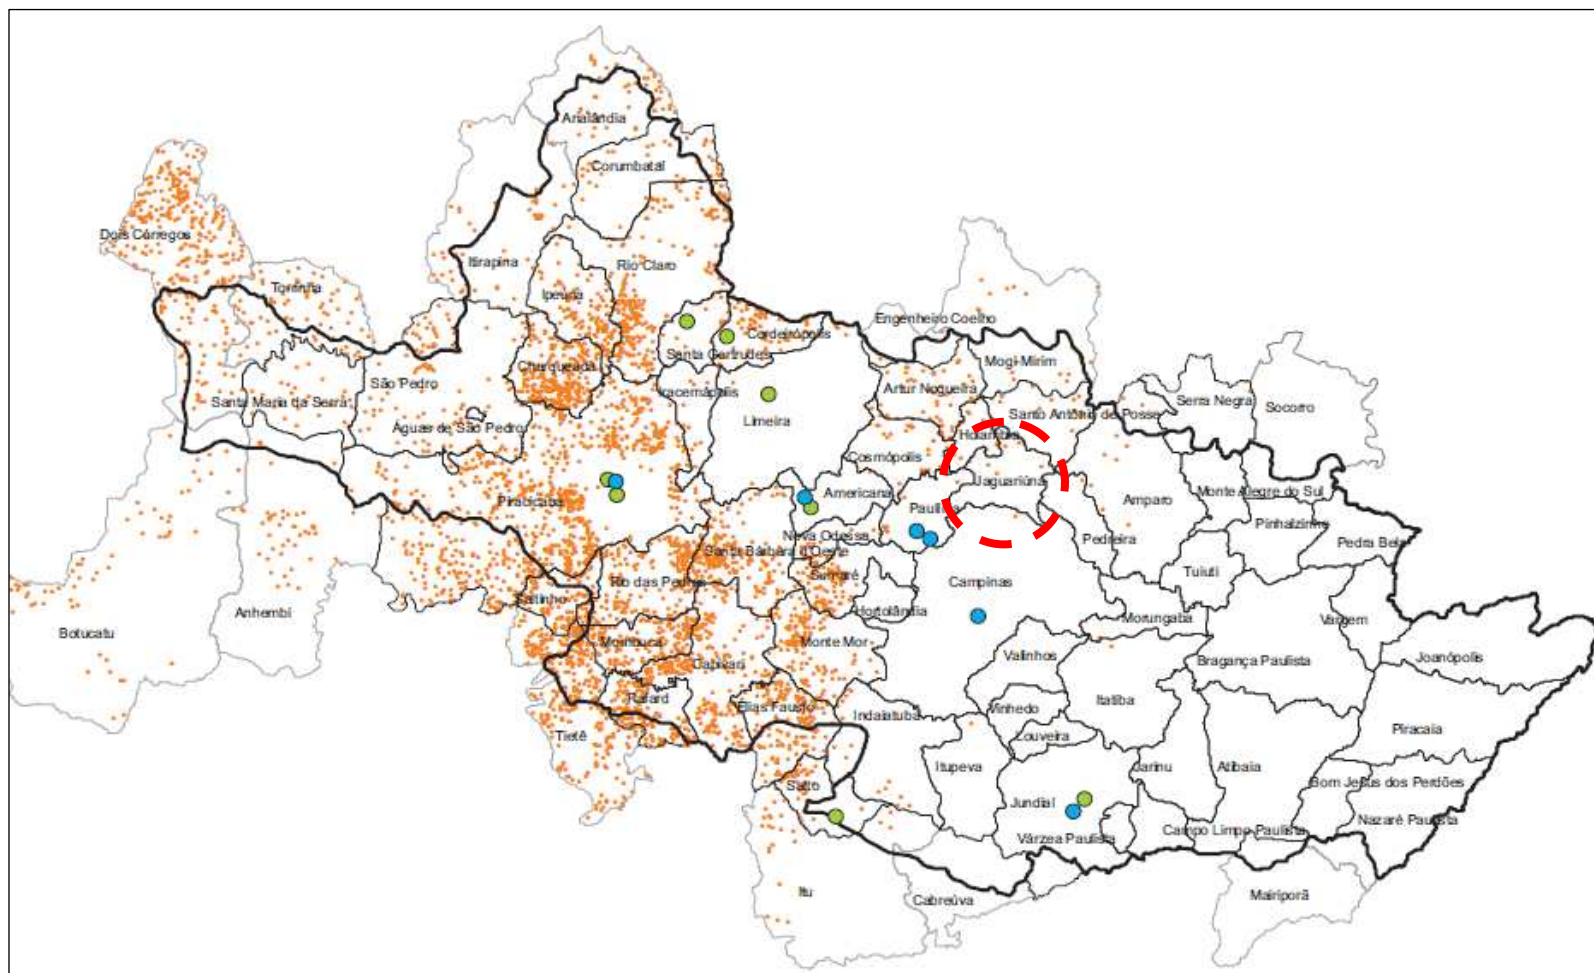 Analândia
Corumbataí
Dois Córregos
Itirapina
Rio Claro
Torrinha
Ipeúna
Engenheiro Coelho
Cordeirópolis
Santa Gertrudes
Mogi-Mirim
Charqueada
São Pedro
Iracemápolis
Artur Nogueira
Serra Negra
Socorro
Santa Maria da Serra
Santo Antônio de Posse
Limeira
Águas de São Pedro
Holambra
Cosmópolis
Jaguariúna
Americana
Monte Alegre do Sul
Piracicaba
Amparo
Paulínia
Pinhalzinho
Nova Odessa
Pedreira
Pedra Bela
Santa Bárbara d'Oeste
Tuiuti
Sumaré
Rio das Pedras
Campinas
Saltinho
Hortolândia
Anhembi
Morungaba
Vargem
Botucatu
Mombuca
Monte Mor
Valinhos
Capivari
Bragança Paulista
Joanópolis
Rafard
Itatiba
Elias Fausto
Vinhedo
Indaiatuba
Piracaia
Tietê
Louveira
Itupeva
Jarinu
Atibaia
Salto
Bom Jesus dos Perdões
Jundiaí
Nazaré Paulista
Campo Limpo Paulista
Várzea Paulista
Itu
Mairiporã
Cabreúva